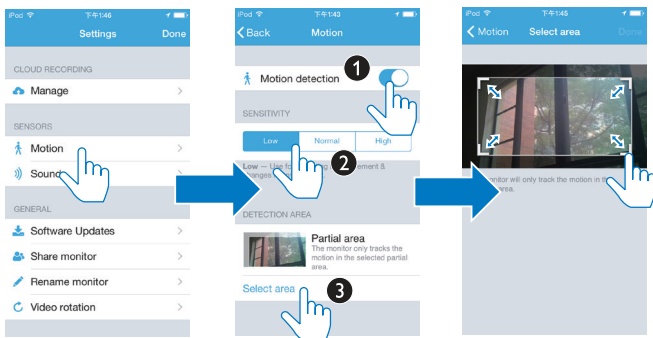 iPod 下午1:46
Settings Done
CLOUD RECORDING
Manage
SENSORS
Motion
Sound
GENERAL
Software Updates
Share monitor
Rename monitor
Video rotation
iPod 下午1:43
Back Motion
Motion detection 1
SENSITIVITY
Low Normal High
2
Low — Use fo &
changes
DETECTION AREA
Partial area
The monitor only tracks the
motion in the selected partial
area.
Select area 3
iPod 下午1:45
Motion Select area Done
will only track the motion in
area.